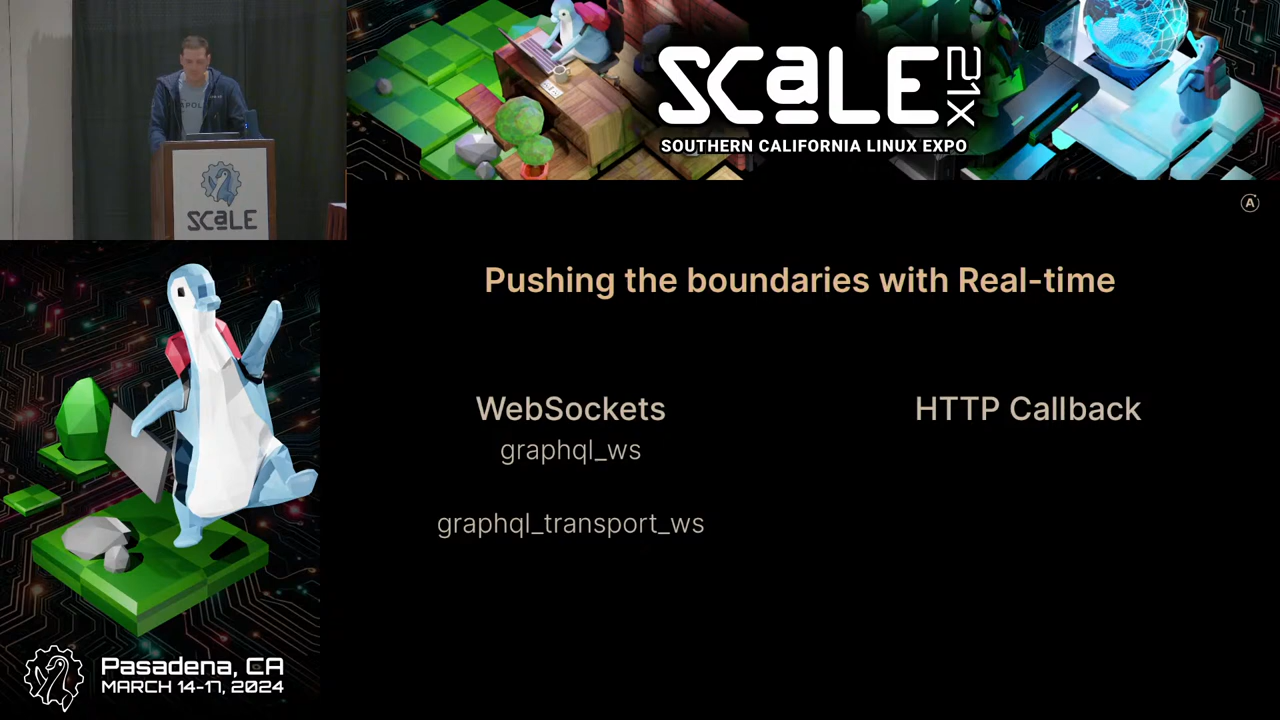 SCALE 21X
SOUTHERN CALIFORNIA LINUX EXPO
SCALE
A
Pushing the boundaries with Real-time
WebSockets
graphql_ws
graphql_transport_ws
HTTP Callback
Pasadena, CA
MARCH 14-17, 2024